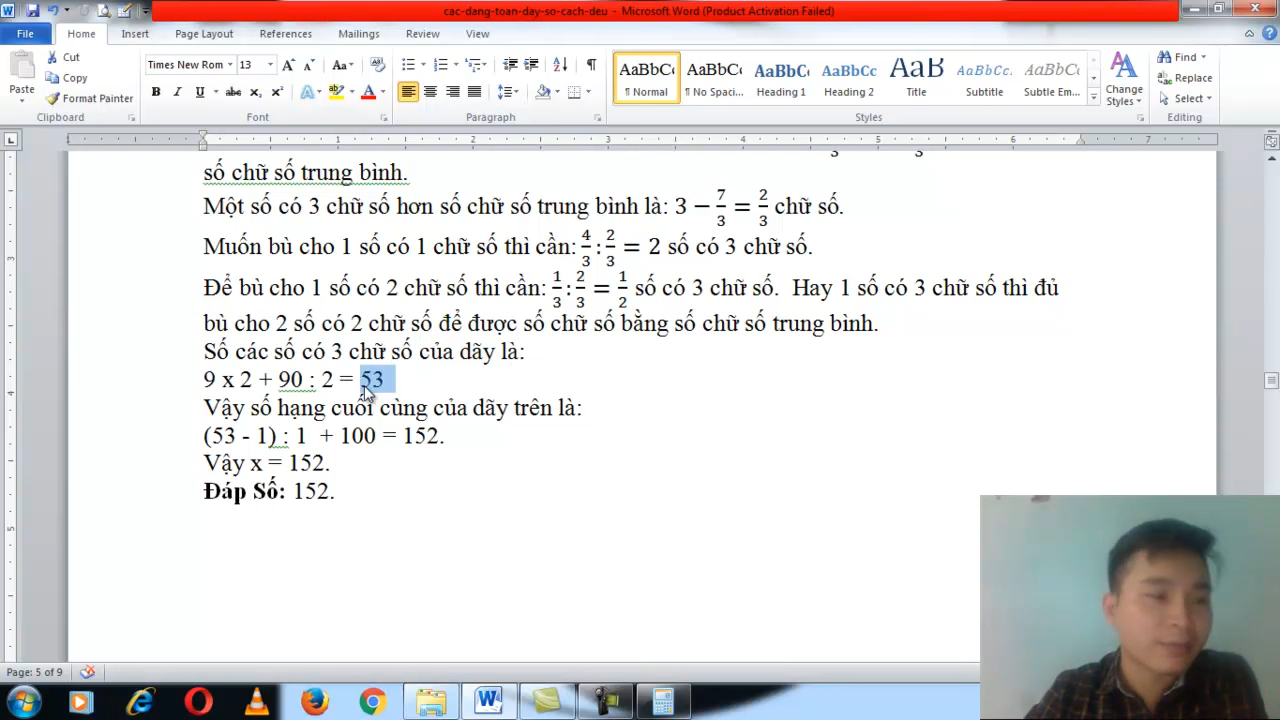 cac-dang-toan-day-so-cach-deu - Microsoft Word (Product Activation Failed)
File Home Insert Page Layout References Mailings Review View
Paste
Cut
Copy
Format Painter
Clipboard
Times New Rom 13
Font
Paragraph
AaBbCc AaBbCc AaBbC AaBbCc AaB AaBbCc. AaBbCc.
¶ Normal ¶ No Spaci... Heading 1 Heading 2 Title Subtitle Subtle Em...
Change Styles
Styles
Find
Replace
Select
Editing
1 2 3 4 5 6 7
3 3
số chữ số trung bình.
Một số có 3 chữ số hơn số chữ số trung bình là: 3 − 7/3 = 2/3 chữ số.
Muốn bù cho 1 số có 1 chữ số thì cần: 4/3 : 2/3 = 2 số có 3 chữ số.
Để bù cho 1 số có 2 chữ số thì cần: 1/3 : 2/3 = 1/2 số có 3 chữ số. Hay 1 số có 3 chữ số thì đủ
bù cho 2 số có 2 chữ số để được số chữ số bằng số chữ số trung bình.
Số các số có 3 chữ số của dãy là:
9 x 2 + 90 : 2 = 53
Vậy số hạng cuối cùng của dãy trên là:
(53 - 1) : 1 + 100 = 152.
Vậy x = 152.
Đáp Số: 152.
Page: 5 of 9